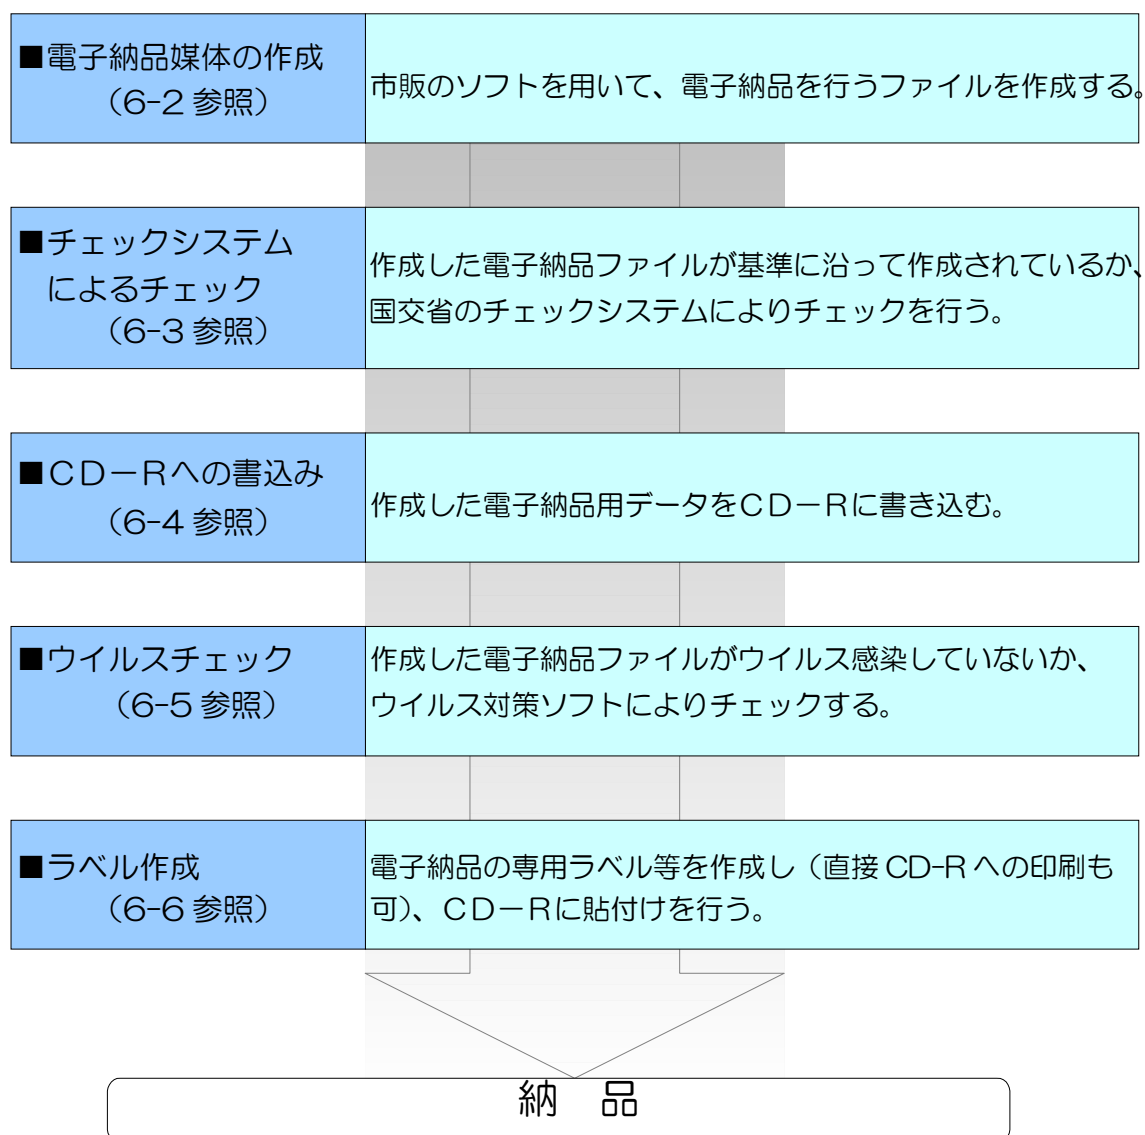 ■電子納品媒体の作成
（6-2 参照）
市販のソフトを用いて、電子納品を行うファイルを作成する。
■チェックシステム
によるチェック
（6-3 参照）
作成した電子納品ファイルが基準に沿って作成されているか、
国交省のチェックシステムによりチェックを行う。
■ＣＤ－Ｒへの書込み
（6-4 参照）
作成した電子納品用データをＣＤ－Ｒに書き込む。
■ウイルスチェック
（6-5 参照）
作成した電子納品ファイルがウイルス感染していないか、
ウイルス対策ソフトによりチェックする。
■ラベル作成
（6-6 参照）
電子納品の専用ラベル等を作成し（直接 CD-R への印刷も
可）、ＣＤ－Ｒに貼付けを行う。
納　品